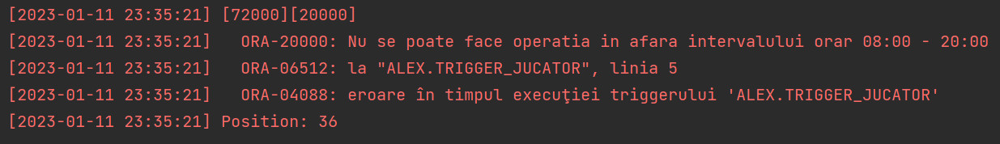 [2023-01-11 23:35:21] [72000][20000]
[2023-01-11 23:35:21]   ORA-20000: Nu se poate face operatia in afara intervalului orar 08:00 - 20:00
[2023-01-11 23:35:21]   ORA-06512: la "ALEX.TRIGGER_JUCATOR", linia 5
[2023-01-11 23:35:21]   ORA-04088: eroare în timpul execuţiei triggerului 'ALEX.TRIGGER_JUCATOR'
[2023-01-11 23:35:21] Position: 36